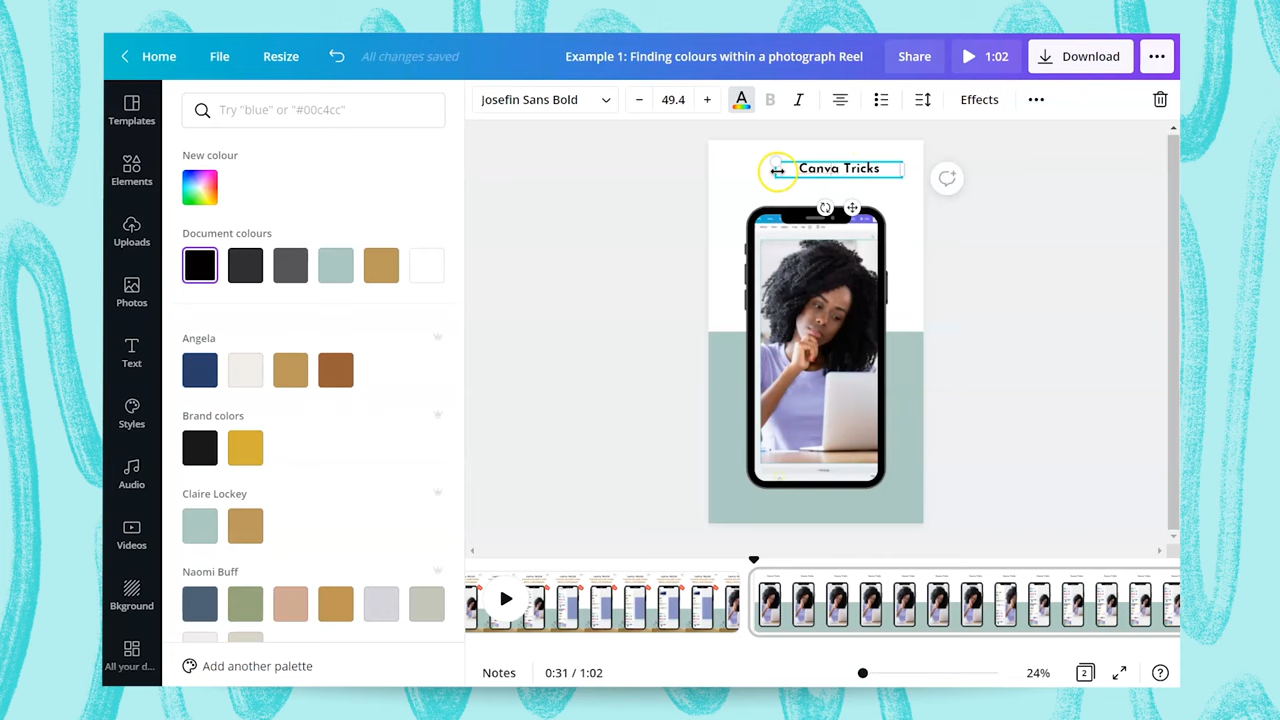 Home
File
Resize
All changes saved
Example 1: Finding colours within a photograph Reel
Share
1:02
Download
Templates
Elements
Uploads
Photos
Text
Styles
Audio
Videos
Bkground
All your d...
Try "blue" or "#00c4cc"
New colour
Document colours
Angela
Brand colors
Claire Lockey
Naomi Buff
Add another palette
Josefin Sans Bold
49.4
A
B
I
Effects
Canva Tricks
Notes
0:31 / 1:02
24%
2
?